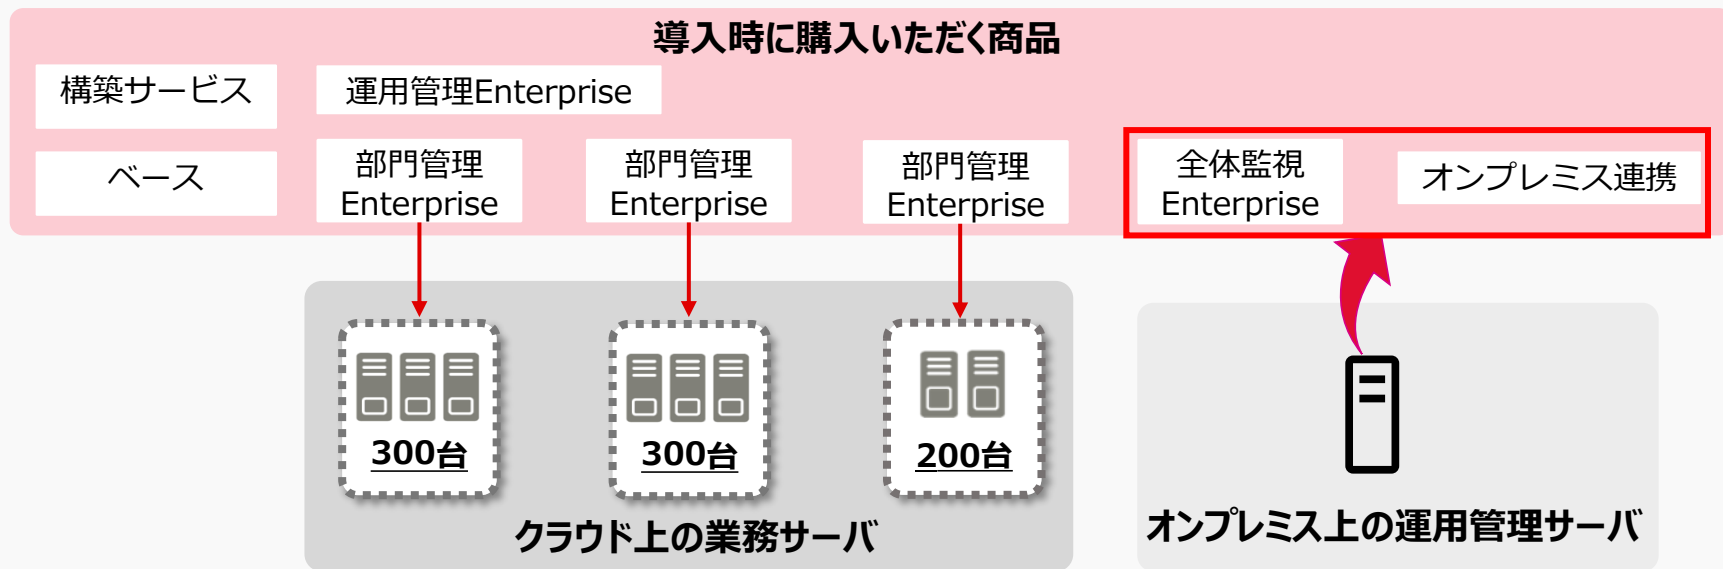 導入時に購入いただく商品
構築サービス
運用管理Enterprise
ベース
部門管理
Enterprise
部門管理
Enterprise
部門管理
Enterprise
全体監視
Enterprise
オンプレミス連携
300台
300台
200台
クラウド上の業務サーバ
オンプレミス上の運用管理サーバ